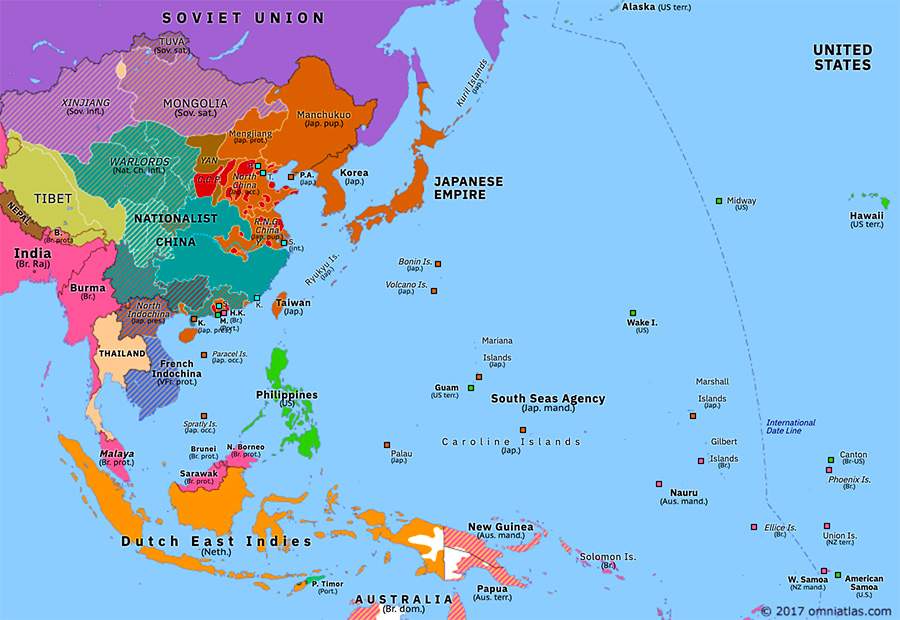 Alaska (US terr.)
SOVIET UNION
UNITED
STATES
TUVA
(Sov. sat.)
XINJIANG
(Sov. infl.)
MONGOLIA
(Sov. sat.)
Kuril Islands
(Jap.)
Manchukuo
(Jap. pup.)
Mengjiang
(Jap. prot.)
WARLORDS
(Nat. Ch. infl.)
YAN
C.C.P.
North
China
(Jap. occ.)
T.
P.A.
(Jap.)
Korea
(Jap.)
JAPANESE
EMPIRE
TIBET
NEPAL
B.
(Br. prot.)
NATIONALIST
CHINA
R.N.G.
China
(Jap. pup.)
Y.
S.
(int.)
Midway
(US)
Hawaii
(US terr.)
India
(Br. Raj)
Burma
(Br.)
Ryukyu Is.
(Jap.)
Bonin Is.
(Jap.)
Volcano Is.
(Jap.)
North
Indochina
(Jap. pres.)
K.
G.
H.K.
(Br.)
M.
(Port.)
K.
(Jap. pres.)
Taiwan
(Jap.)
Wake I.
(US)
THAILAND
French
Indochina
(VFr. prot.)
Paracel Is.
(Jap. occ.)
Mariana
Islands
(Jap.)
Guam
(US terr.)
Philippines
(US)
South Seas Agency
(Jap. mand.)
Marshall
Islands
(Jap.)
International
Date Line
Spratly Is.
(Jap. occ.)
Caroline Islands
(Jap.)
Palau
(Jap.)
Gilbert
Islands
(Br.)
Canton
(Br-US)
Phoenix Is.
(Br.)
Malaya
(Br. prot.)
Brunei
(Br. prot.)
N. Borneo
(Br. prot.)
Sarawak
(Br. prot.)
Nauru
(Aus. mand.)
Dutch East Indies
(Neth.)
New Guinea
(Aus. mand.)
Ellice Is.
(Br.)
Union Is.
(NZ terr.)
Solomon Is.
(Br.)
P. Timor
(Port.)
Papua
(Aus. terr.)
W. Samoa
(NZ mand.)
American
Samoa
(U.S.)
AUSTRALIA
(Br. dom.)
© 2017 omniatlas.com